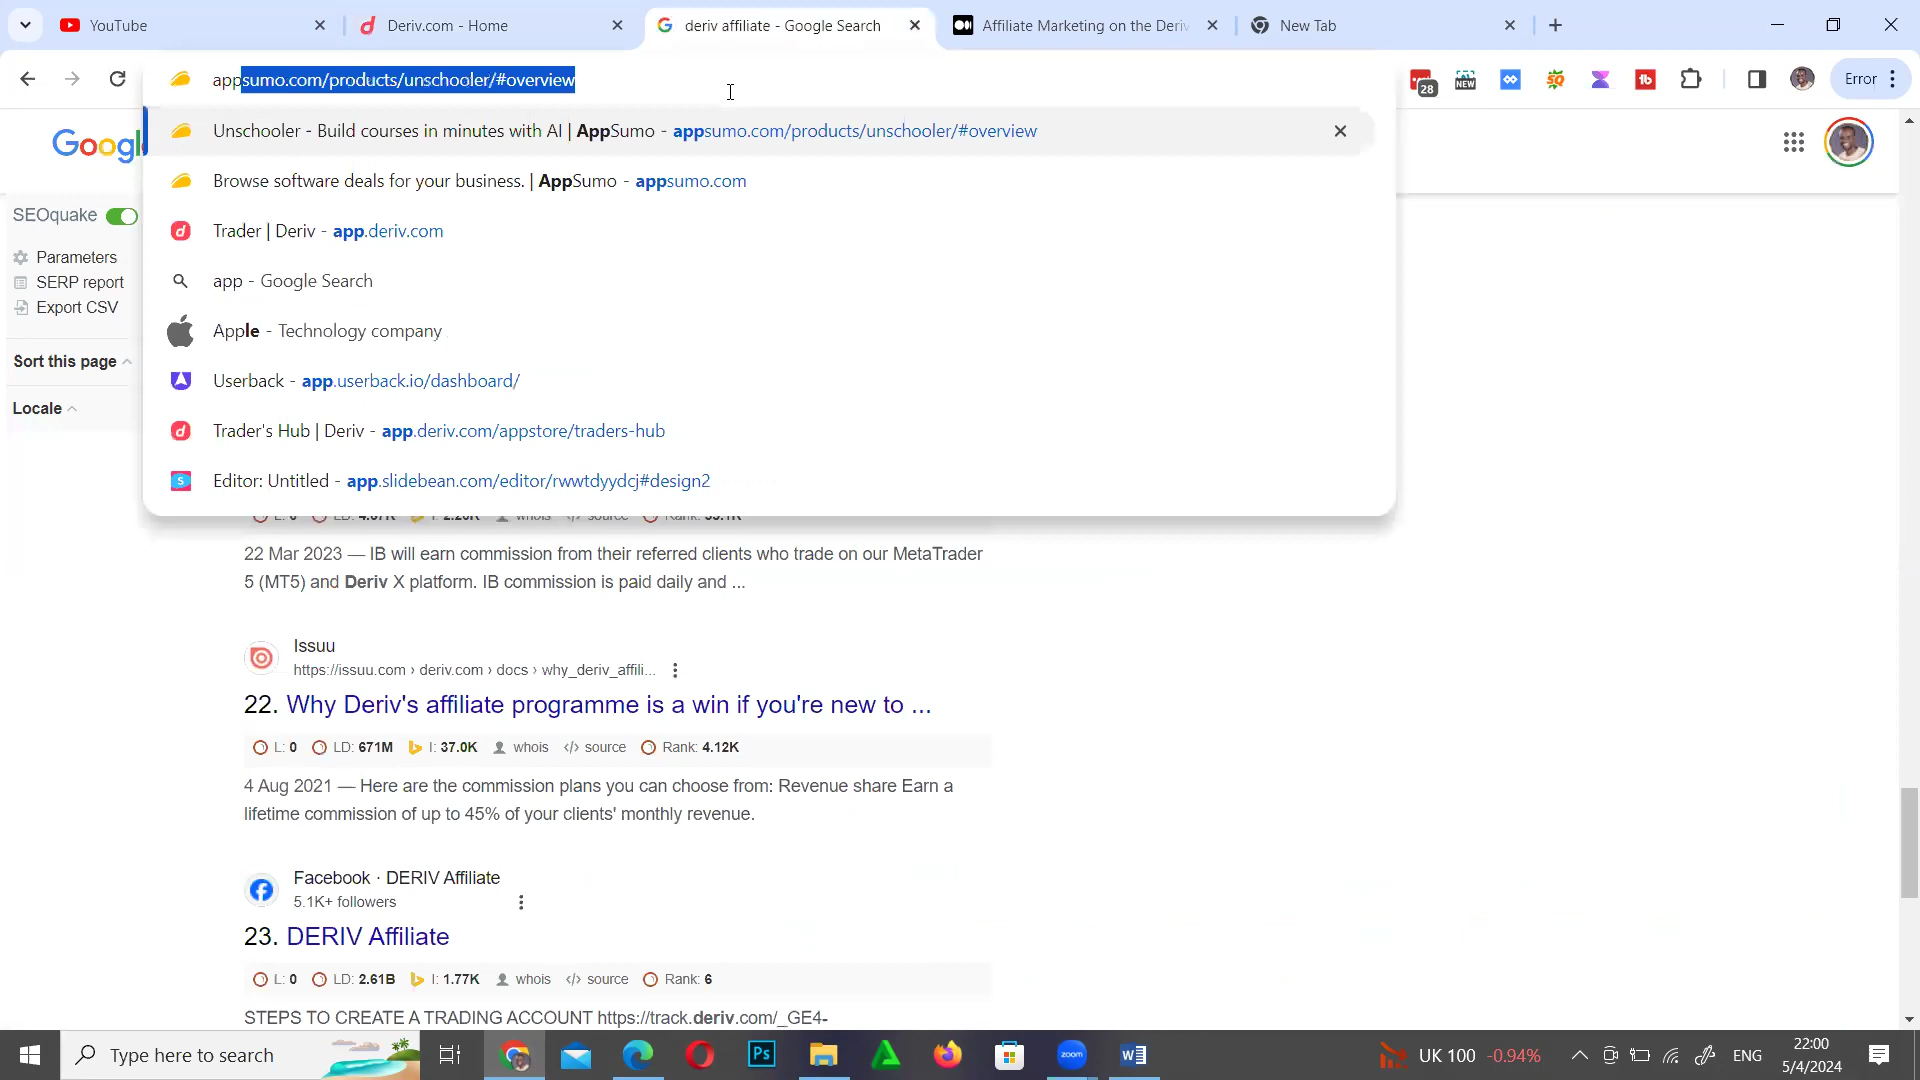 YouTube
Deriv.com - Home
deriv affiliate - Google Search
Affiliate Marketing on the Deriv
New Tab
appsumo.com/products/unschooler/#overview
28
NEW
Error
Unschooler - Build courses in minutes with AI | AppSumo - appsumo.com/products/unschooler/#overview
Browse software deals for your business. | AppSumo - appsumo.com
Trader | Deriv - app.deriv.com
app - Google Search
Apple - Technology company
Userback - app.userback.io/dashboard/
Trader's Hub | Deriv - app.deriv.com/appstore/traders-hub
Editor: Untitled - app.slidebean.com/editor/rwwtdyydcj#design2
Googl
SEOquake
Parameters
SERP report
Export CSV
Sort this page
Locale
whois source
22 Mar 2023 — IB will earn commission from their referred clients who trade on our MetaTrader
5 (MT5) and Deriv X platform. IB commission is paid daily and ...
Issuu
https://issuu.com › deriv.com › docs › why_deriv_affili...
22. Why Deriv's affiliate programme is a win if you're new to ...
L: 0 LD: 671M I: 37.0K whois </> source Rank: 4.12K
4 Aug 2021 — Here are the commission plans you can choose from: Revenue share Earn a
lifetime commission of up to 45% of your clients' monthly revenue.
Facebook · DERIV Affiliate
5.1K+ followers
23. DERIV Affiliate
L: 0 LD: 2.61B I: 1.77K whois </> source Rank: 6
STEPS TO CREATE A TRADING ACCOUNT https://track.deriv.com/_GE4-
Type here to search
Ps
zoom
UK 100 -0.94%
ENG
22:00
5/4/2024